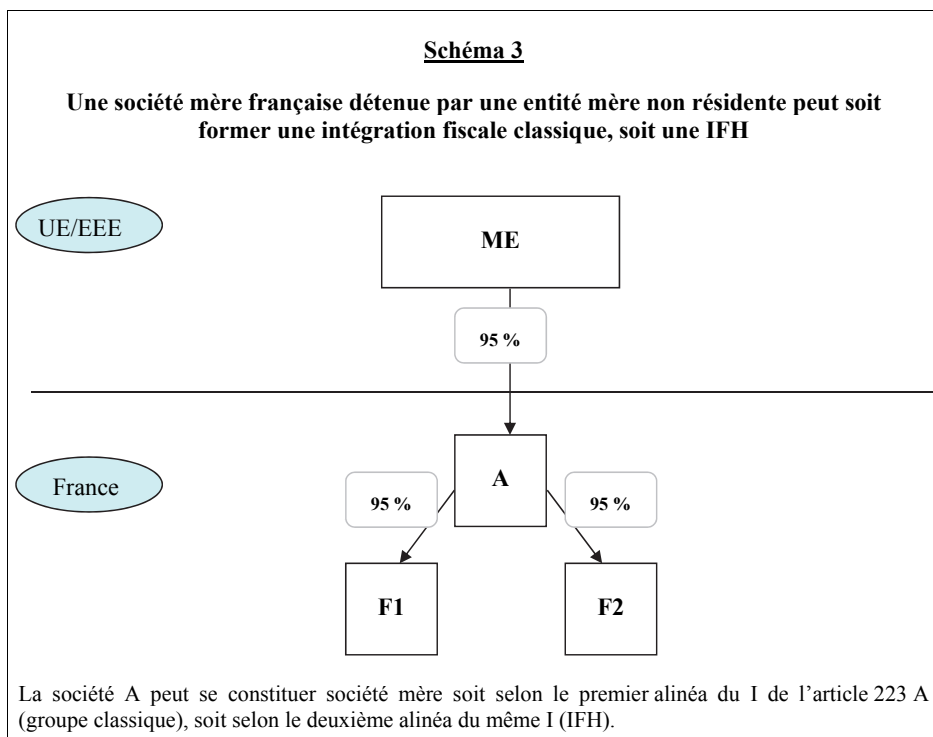 Schéma 3
Une société mère française détenue par une entité mère non résidente peut soit
former une intégration fiscale classique, soit une IFH
UE/EEE
ME
95 %
A
France
95 %
95 %
F1
F2
La société A peut se constituer société mère soit selon le premier alinéa du I de l’article 223 A
(groupe classique), soit selon le deuxième alinéa du même I (IFH).